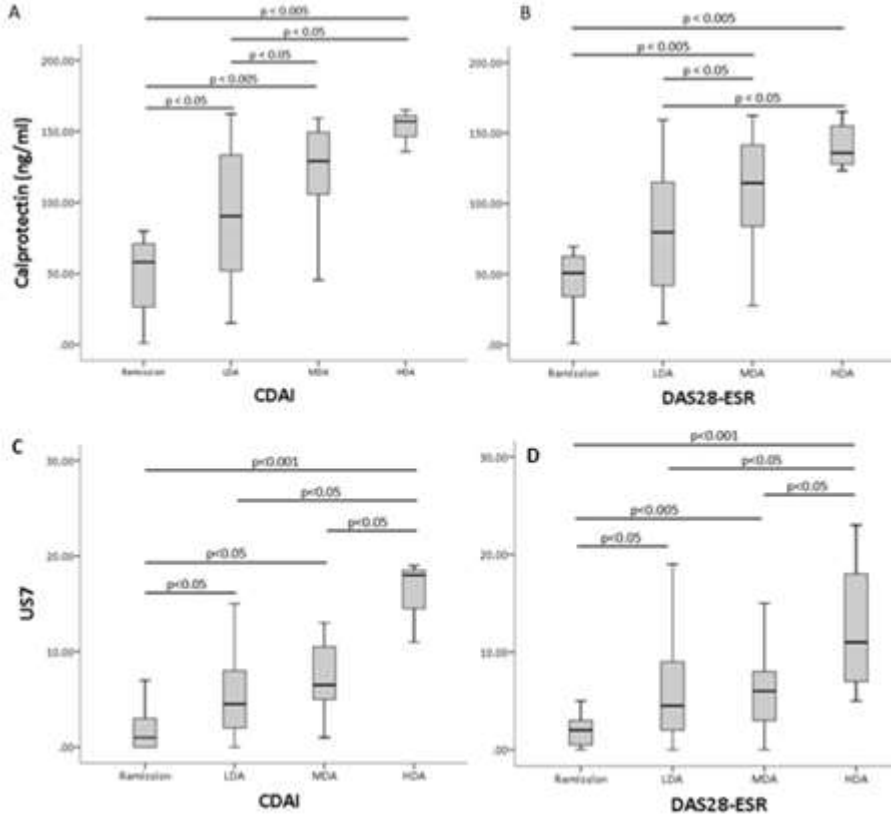 A
p < 0.005
p < 0.05
p < 0.05
p < 0.005
p < 0.05
200.00
150.00
100.00
50.00
.00
Calprotectin (ng/ml)
Remission LDA MDA HDA
CDAI
B
p < 0.005
p < 0.005
p < 0.05
p < 0.05
200.00
150.00
100.00
50.00
.00
Remission LDA MDA HDA
DAS28-ESR
C
p<0.001
p<0.05
p<0.05
p<0.05
p<0.05
30.00
20.00
10.00
.00
US7
Remission LDA MDA HDA
CDAI
D
p<0.001
p<0.05
p<0.05
p<0.005
p<0.05
30.00
20.00
10.00
.00
Remission LDA MDA HDA
DAS28-ESR